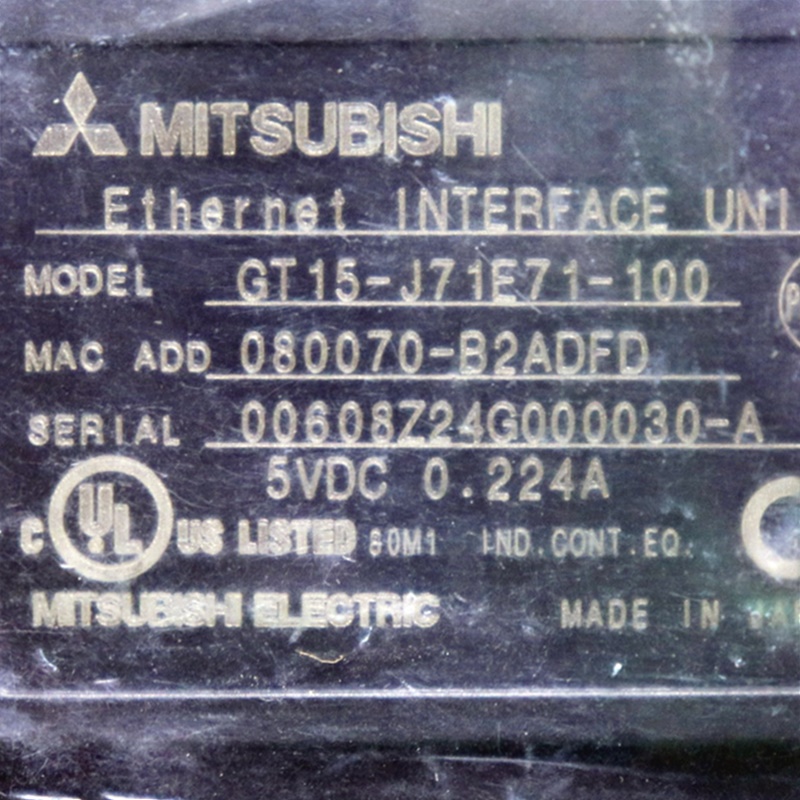 MITSUBISHI
Ethernet INTERFACE UNI
MODEL GT15-J71E71-100
MAC ADD 080070-B2ADFD
SERIAL 00608Z24G000030-A
5VDC 0.224A
C UL US LISTED 80M1 IND.CONT.EQ.
MITSUBISHI ELECTRIC MADE IN